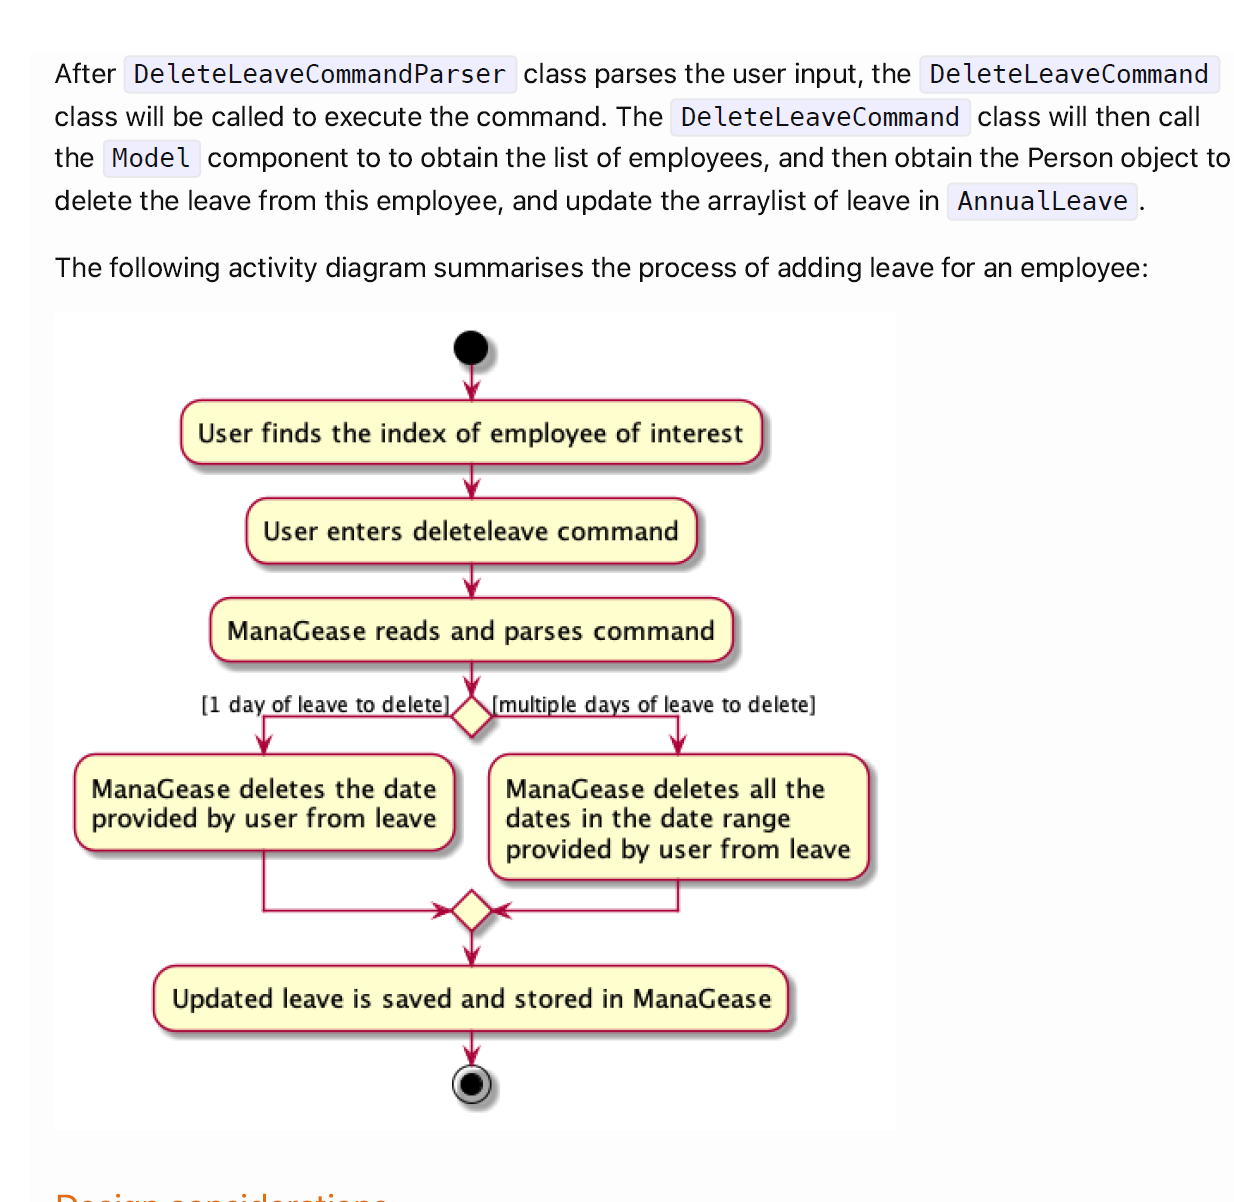 After DeleteLeaveCommandParser class parses the user input, the DeleteLeaveCommand
class will be called to execute the command. The DeleteLeaveCommand class will then call
the Model component to to obtain the list of employees, and then obtain the Person object to
delete the leave from this employee, and update the arraylist of leave in AnnualLeave.
The following activity diagram summarises the process of adding leave for an employee:
User finds the index of employee of interest
User enters deleteleave command
ManaGease reads and parses command
[1 day of leave to delete]
[multiple days of leave to delete]
ManaGease deletes the date
provided by user from leave
ManaGease deletes all the
dates in the date range
provided by user from leave
Updated leave is saved and stored in ManaGease
Design considerations